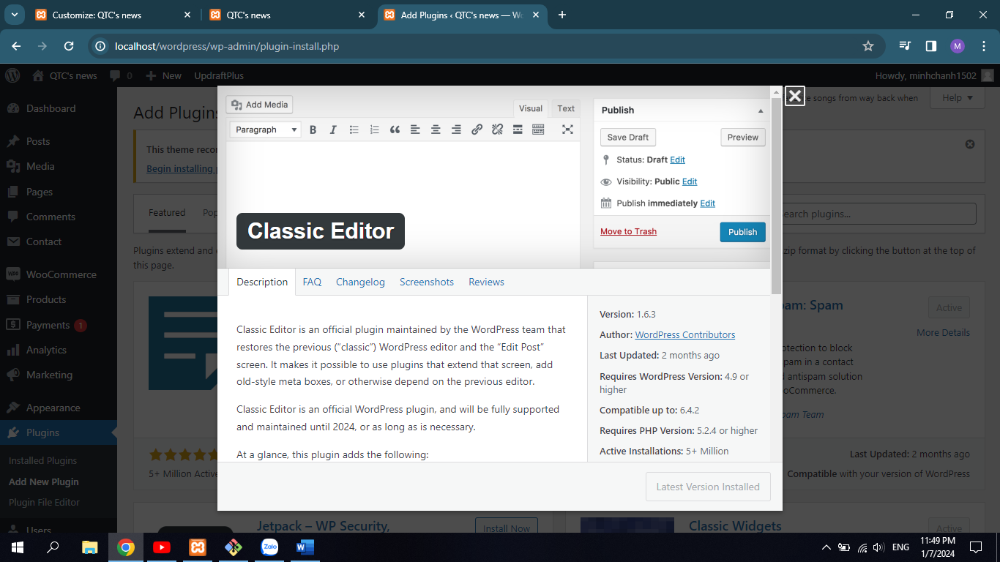 Customize: QTC's news
QTC's news
Add Plugins ‹ QTC's news — Wo
localhost/wordpress/wp-admin/plugin-install.php
M
QTC's news
0
New
UpdraftPlus
Howdy, minhchanh1502
Dashboard
Posts
Media
Pages
Comments
Contact
WooCommerce
Products
Payments 1
Analytics
Marketing
Appearance
Plugins
Installed Plugins
Add New Plugin
Plugin File Editor
Users
Add Plugins
songs from way back when
Help
This theme recor
Begin installing p
Featured
Pop
earch plugins...
Plugins extend and
zip format by clicking the button at the top of
this page.
Add Media
Visual
Text
Paragraph
Classic Editor
Publish
Save Draft
Preview
Status: Draft Edit
Visibility: Public Edit
Publish immediately Edit
Move to Trash
Publish
Description
FAQ
Changelog
Screenshots
Reviews
Classic Editor is an official plugin maintained by the WordPress team that
restores the previous (“classic”) WordPress editor and the “Edit Post”
screen. It makes it possible to use plugins that extend that screen, add
old-style meta boxes, or otherwise depend on the previous editor.
Classic Editor is an official WordPress plugin, and will be fully supported
and maintained until 2024, or as long as is necessary.
At a glance, this plugin adds the following:
Version: 1.6.3
Author: WordPress Contributors
Last Updated: 2 months ago
Requires WordPress Version: 4.9 or
higher
Compatible up to: 6.4.2
Requires PHP Version: 5.2.4 or higher
Active Installations: 5+ Million
Latest Version Installed
am: Spam
Active
More Details
otection to block
spam in a contact
antispam solution
oCommerce.
pam Team
5+ Million Active
Last Updated: 2 months ago
Compatible with your version of WordPress
Jetpack – WP Security,
Install Now
Classic Widgets
Active
Zalo
W
ENG
11:49 PM
1/7/2024